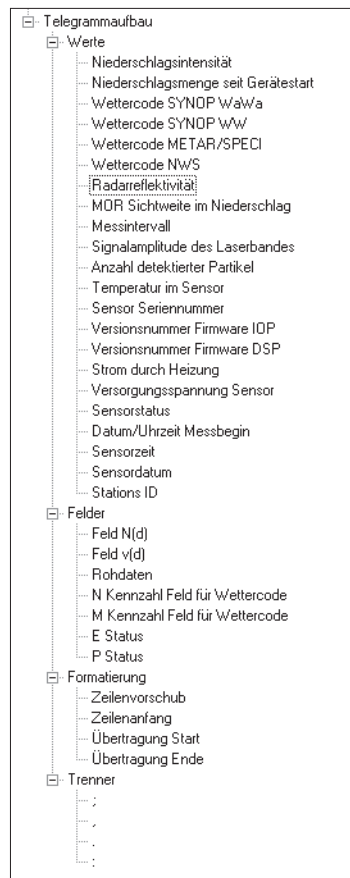 Telegrammaufbau
Werte
Niederschlagsintensität
Niederschlagsmenge seit Gerätestart
Wettercode SYNOP WaWa
Wettercode SYNOP WW
Wettercode METAR/SPECI
Wettercode NWS
Radarreflektivität
MOR Sichtweite im Niederschlag
Messintervall
Signalamplitude des Laserbandes
Anzahl detektierter Partikel
Temperatur im Sensor
Sensor Seriennummer
Versionsnummer Firmware IOP
Versionsnummer Firmware DSP
Strom durch Heizung
Versorgungsspannung Sensor
Sensorstatus
Datum/Uhrzeit Messbegin
Sensorzeit
Sensordatum
Stations ID
Felder
Feld N(d)
Feld v(d)
Rohdaten
N Kennzahl Feld für Wettercode
M Kennzahl Feld für Wettercode
E Status
P Status
Formatierung
Zeilenvorschub
Zeilenanfang
Übertragung Start
Übertragung Ende
Trenner
;
,
.
: